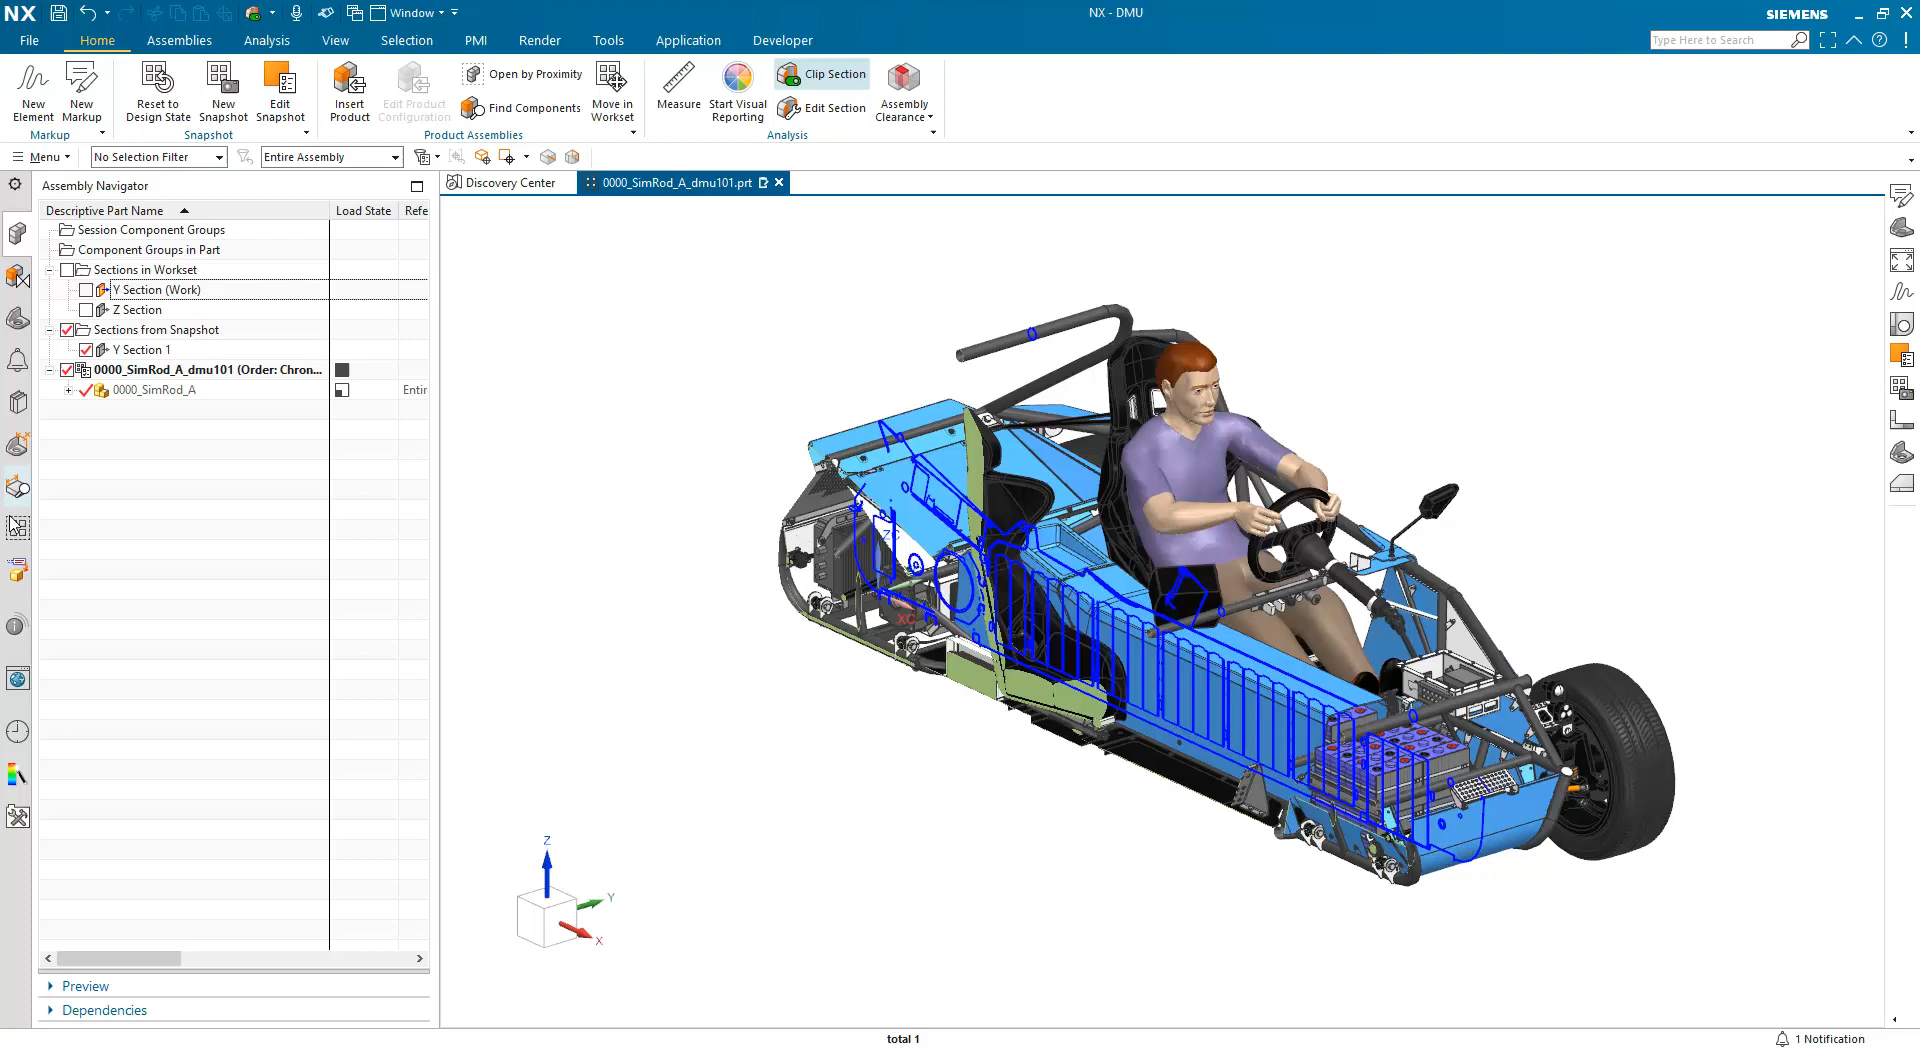 NX
Window
NX - DMU
SIEMENS
File
Home
Assemblies
Analysis
View
Selection
PMI
Render
Tools
Application
Developer
Type Here to Search
New Element
New Markup
Markup
Reset to Design State
New Snapshot
Edit Snapshot
Snapshot
Insert Product
Edit Product Configuration
Open by Proximity
Find Components
Move in Workset
Product Assemblies
Measure
Start Visual Reporting
Clip Section
Edit Section
Assembly Clearance
Analysis
Menu
No Selection Filter
Entire Assembly
Assembly Navigator
Discovery Center
0000_SimRod_A_dmu101.prt
Descriptive Part Name
Load State
Refe
Session Component Groups
Component Groups in Part
Sections in Workset
Y Section (Work)
Z Section
Sections from Snapshot
Y Section 1
0000_SimRod_A_dmu101 (Order: Chron...
0000_SimRod_A
Entir
ZC
XC
Z
Y
X
Preview
Dependencies
total 1
1 Notification